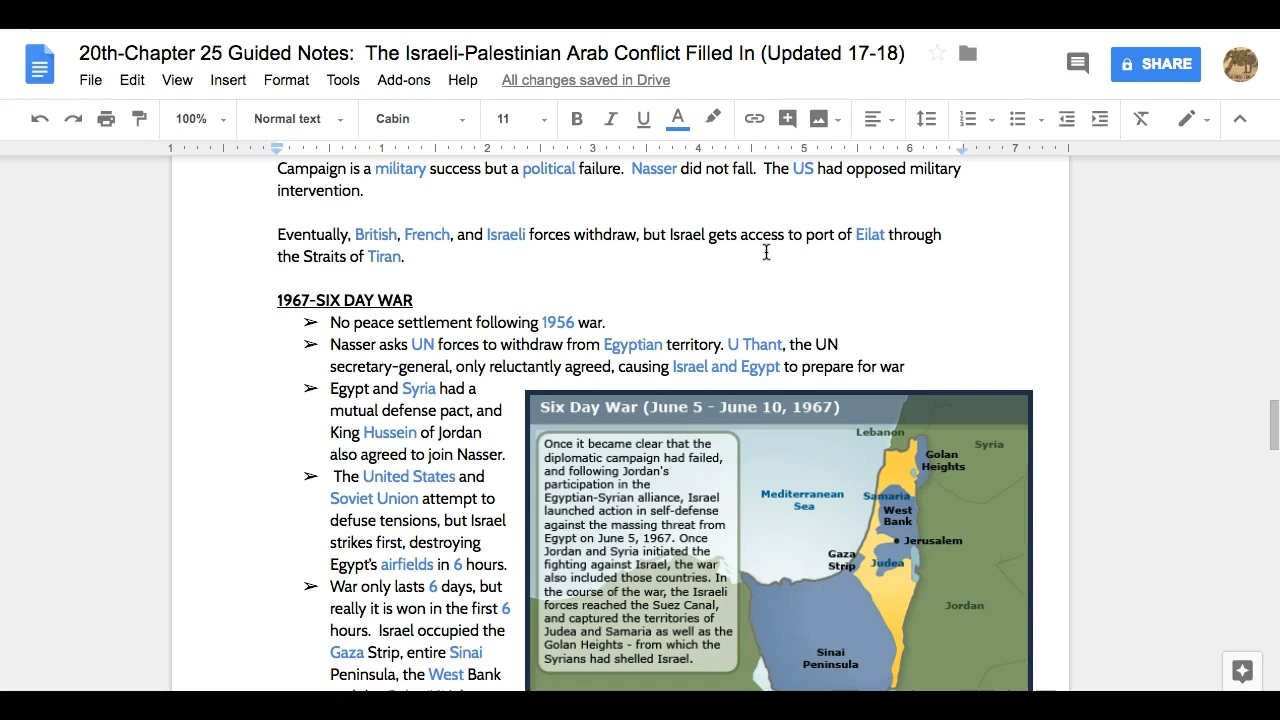 20th-Chapter 25 Guided Notes:  The Israeli-Palestinian Arab Conflict Filled In (Updated 17-18)
File Edit View Insert Format Tools Add-ons Help All changes saved in Drive
SHARE
100% Normal text Cabin 11 B I U A
1 1 2 3 4 5 6 7
Campaign is a military success but a political failure.  Nasser did not fall.  The US had opposed military
intervention.
Eventually, British, French, and Israeli forces withdraw, but Israel gets access to port of Eilat through
the Straits of Tiran.
1967-SIX DAY WAR
➢ No peace settlement following 1956 war.
➢ Nasser asks UN forces to withdraw from Egyptian territory. U Thant, the UN
secretary-general, only reluctantly agreed, causing Israel and Egypt to prepare for war
➢ Egypt and Syria had a
mutual defense pact, and
King Hussein of Jordan
also agreed to join Nasser.
➢ The United States and
Soviet Union attempt to
defuse tensions, but Israel
strikes first, destroying
Egypt's airfields in 6 hours.
➢ War only lasts 6 days, but
really it is won in the first 6
hours.  Israel occupied the
Gaza Strip, entire Sinai
Peninsula, the West Bank
Six Day War (June 5 - June 10, 1967)
Once it became clear that the
diplomatic campaign had failed,
and following Jordan's
participation in the
Egyptian-Syrian alliance, Israel
launched action in self-defense
against the massing threat from
Egypt on June 5, 1967. Once
Jordan and Syria initiated the
fighting against Israel, the war
also included those countries. In
the course of the war, the Israeli
forces reached the Suez Canal,
and captured the territories of
Judea and Samaria as well as the
Golan Heights - from which the
Syrians had shelled Israel.
Lebanon
Syria
Golan
Heights
Mediterranean
Sea
Samaria
West
Bank
Jerusalem
Gaza
Strip
Judea
Jordan
Sinai
Peninsula